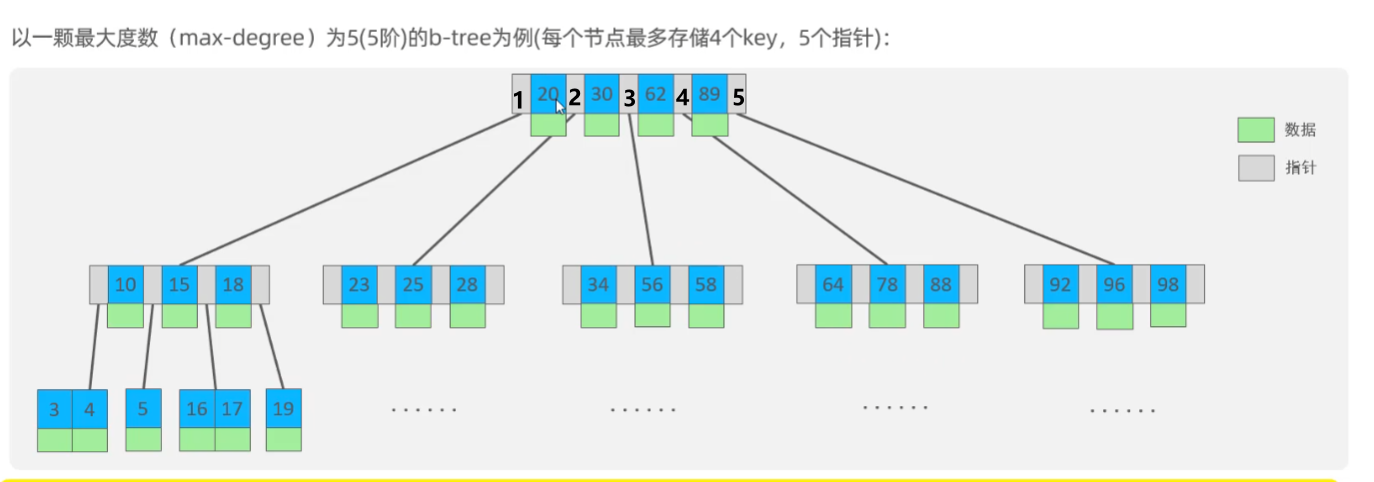 以一颗最大度数（max-degree）为5(5阶)的b-tree为例(每个节点最多存储4个key，5个指针)：
1 20 2 30 3 62 4 89 5
数据
指针
10 15 18 23 25 28 34 56 58 64 78 88 92 96 98
3 4 5 16 17 19 ······ ······ ······ ······